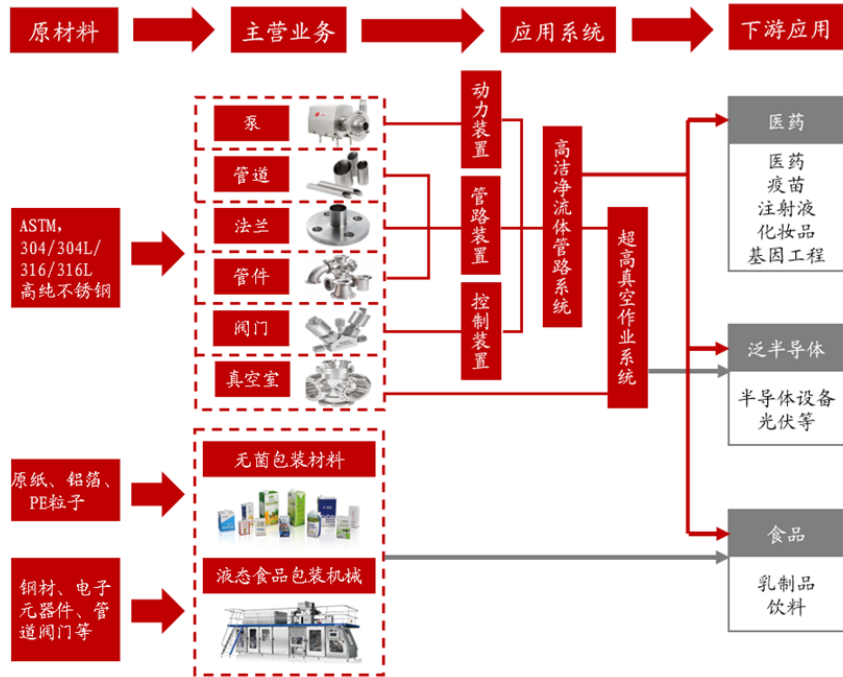 原材料
主营业务
应用系统
下游应用
ASTM,
304/304L/
316/316L
高纯不锈钢
泵
管道
法兰
管件
阀门
真空室
动力装置
管路装置
控制装置
高洁净流体管路系统
超高真空作业系统
医药
医药
疫苗
注射液
化妆品
基因工程
泛半导体
半导体设备
光伏等
原纸、铝箔、
PE粒子
无菌包装材料
钢材、电子
元器件、管
道阀门等
液态食品包装机械
食品
乳制品
饮料